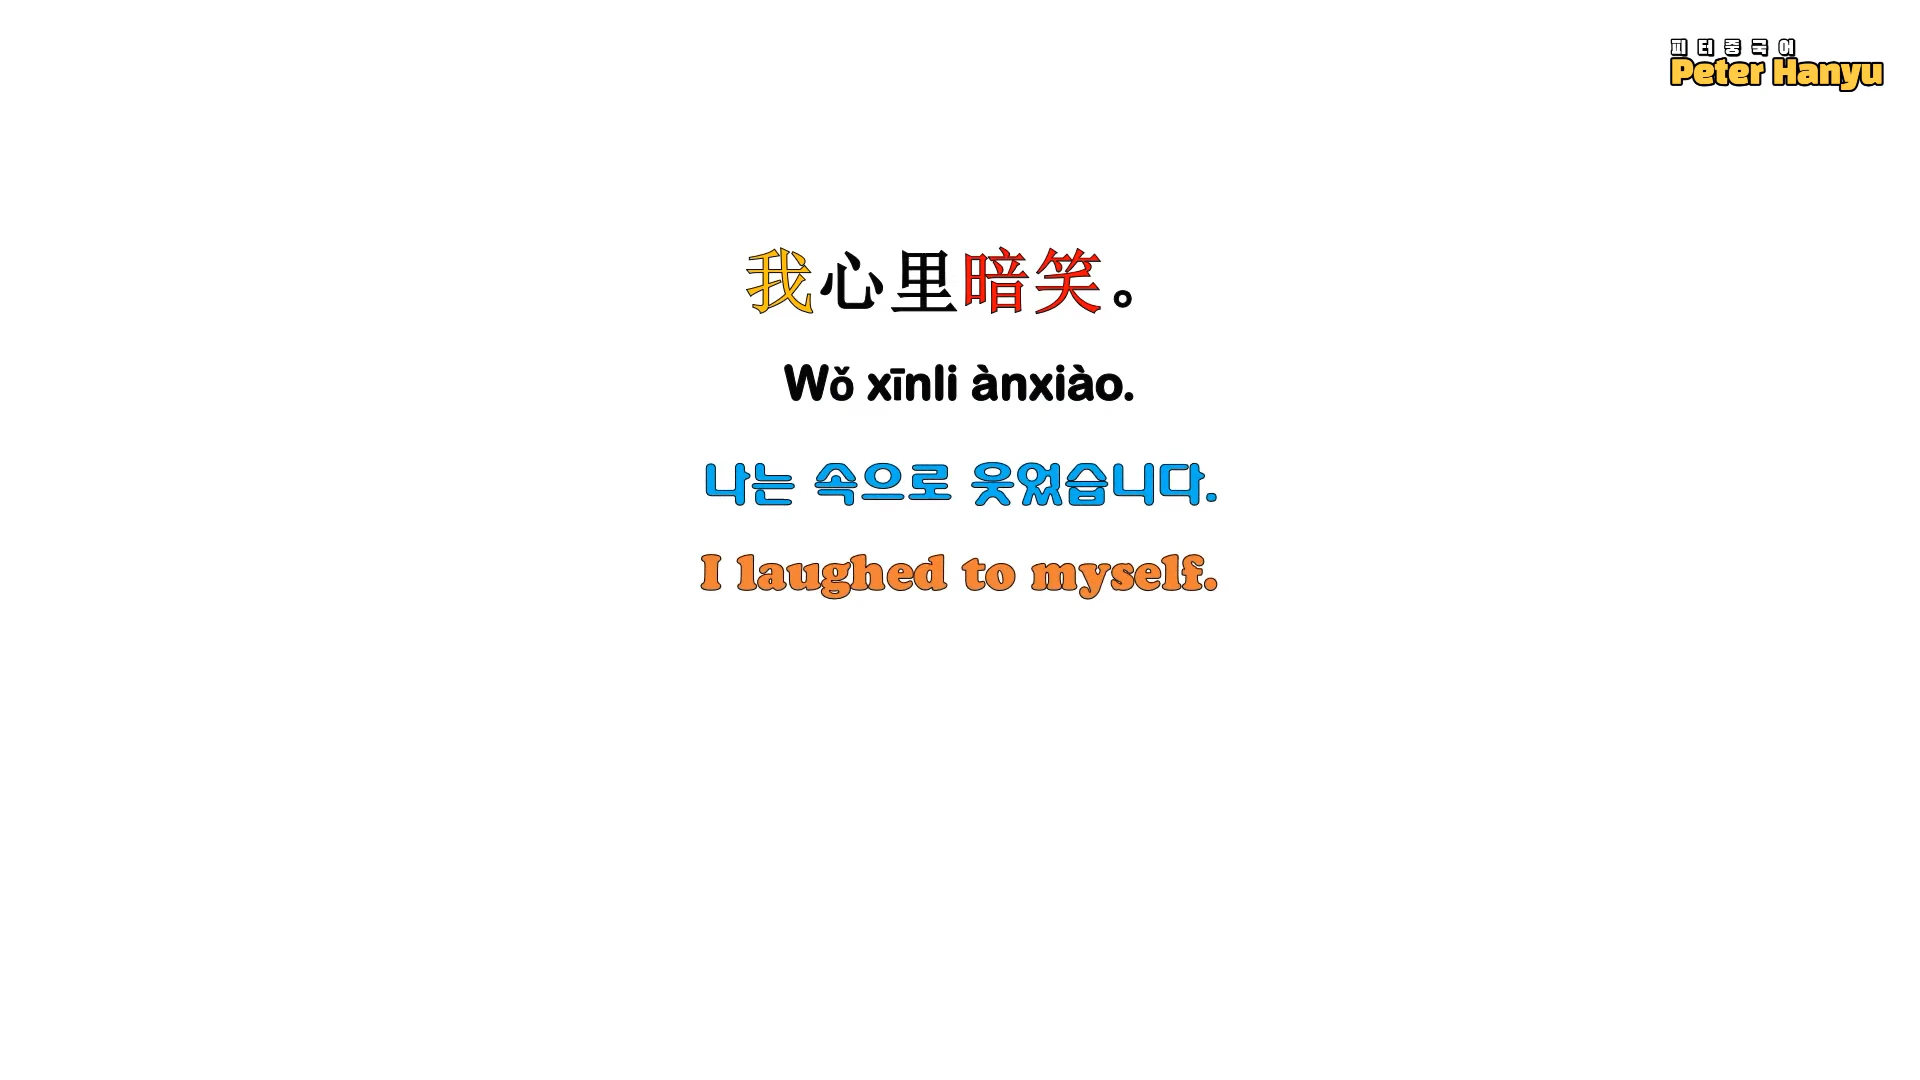 피터중국어
Peter Hanyu
我心里暗笑。
Wǒ xīnli ànxiào.
나는 속으로 웃었습니다.
I laughed to myself.